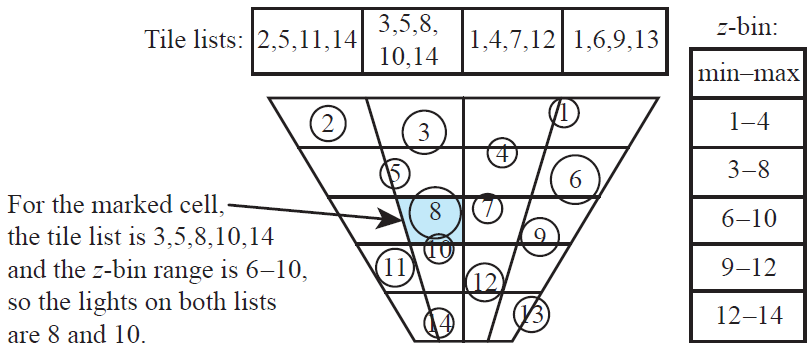 Tile lists: 2,5,11,14 3,5,8, 10,14 1,4,7,12 1,6,9,13
z-bin:
min–max
1–4
3–8
6–10
9–12
12–14
1
2
3
4
5
6
7
8
9
10
11
12
13
14
For the marked cell,
the tile list is 3,5,8,10,14
and the z-bin range is 6–10,
so the lights on both lists
are 8 and 10.